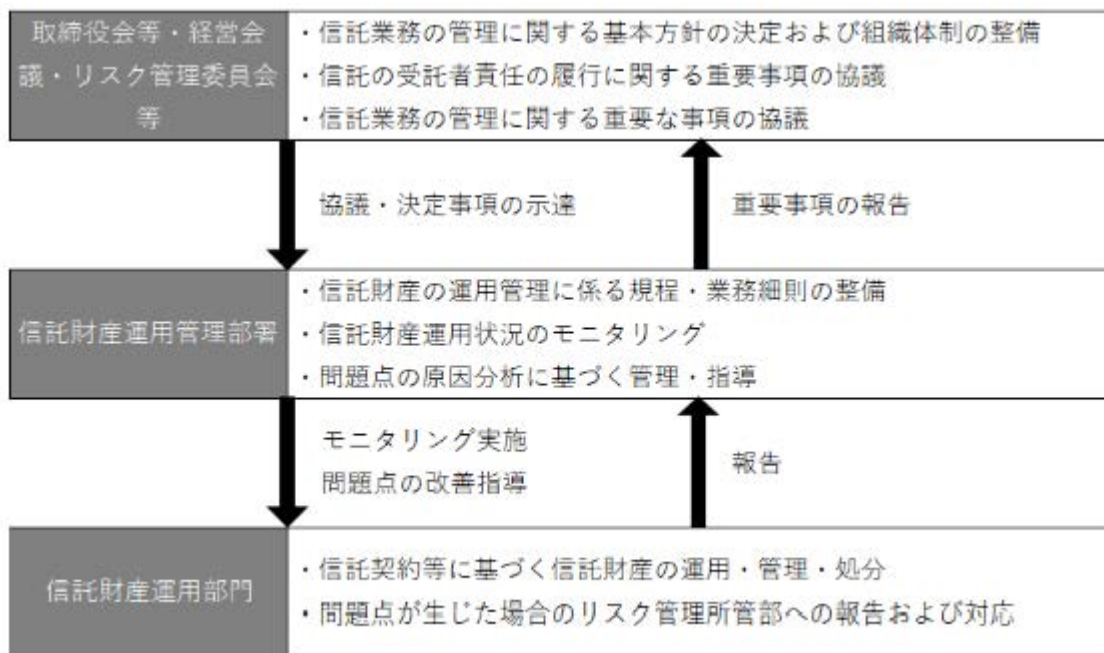 取締役会等・経営会
議・リスク管理委員会
等
・信託業務の管理に関する基本方針の決定および組織体制の整備
・信託の受託者責任の履行に関する重要事項の協議
・信託業務の管理に関する重要な事項の協議
協議・決定事項の示達
重要事項の報告
信託財産運用管理部署
・信託財産の運用管理に係る規程・業務細則の整備
・信託財産運用状況のモニタリング
・問題点の原因分析に基づく管理・指導
モニタリング実施
問題点の改善指導
報告
信託財産運用部門
・信託契約等に基づく信託財産の運用・管理・処分
・問題点が生じた場合のリスク管理所管部への報告および対応